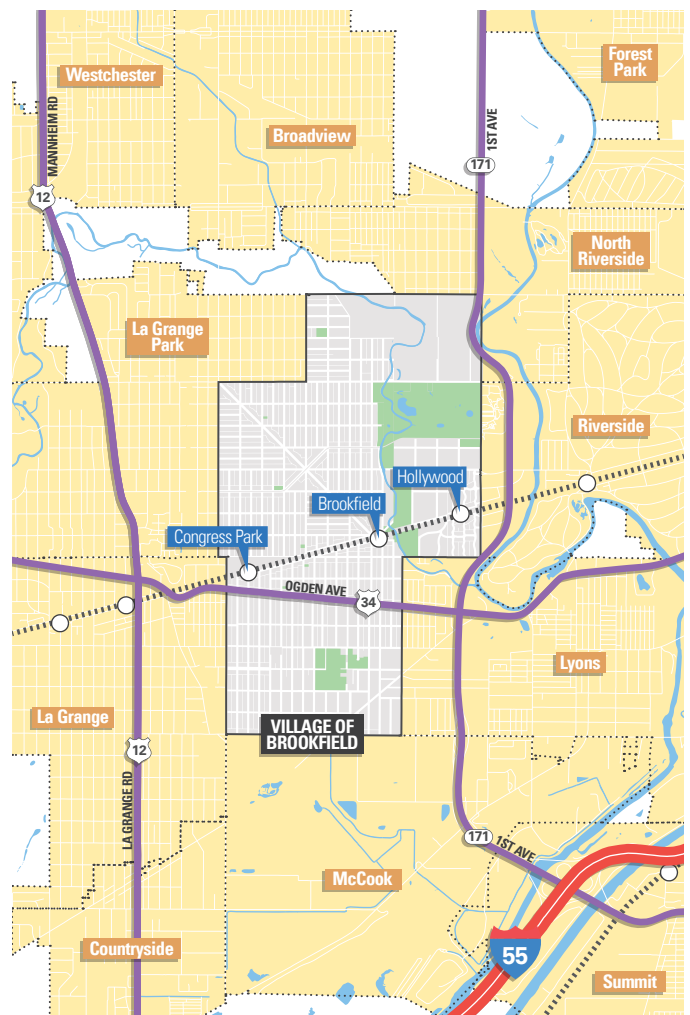 Westchester
Forest
Park
MANNHEIM RD
1ST AVE
Broadview
171
12
North
Riverside
La Grange
Park
Riverside
Hollywood
Brookfield
Congress Park
OGDEN AVE
34
Lyons
La Grange
VILLAGE OF
BROOKFIELD
12
LA GRANGE RD
171
1ST AVE
McCook
Countryside
55
Summit